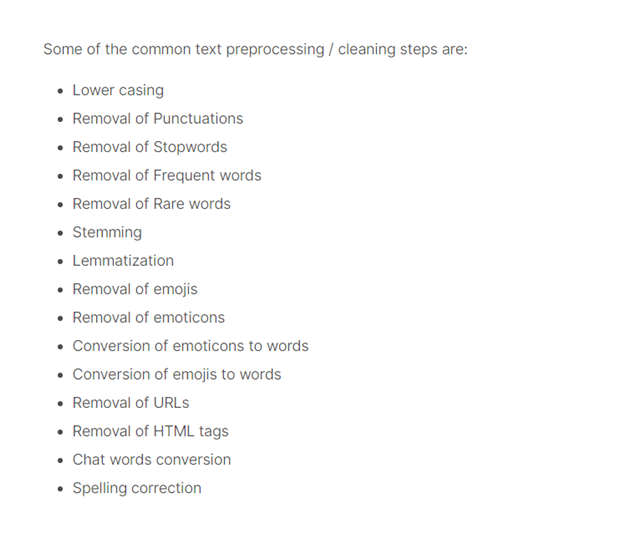 Some of the common text preprocessing / cleaning steps are:
• Lower casing
• Removal of Punctuations
• Removal of Stopwords
• Removal of Frequent words
• Removal of Rare words
• Stemming
• Lemmatization
• Removal of emojis
• Removal of emoticons
• Conversion of emoticons to words
• Conversion of emojis to words
• Removal of URLs
• Removal of HTML tags
• Chat words conversion
• Spelling correction